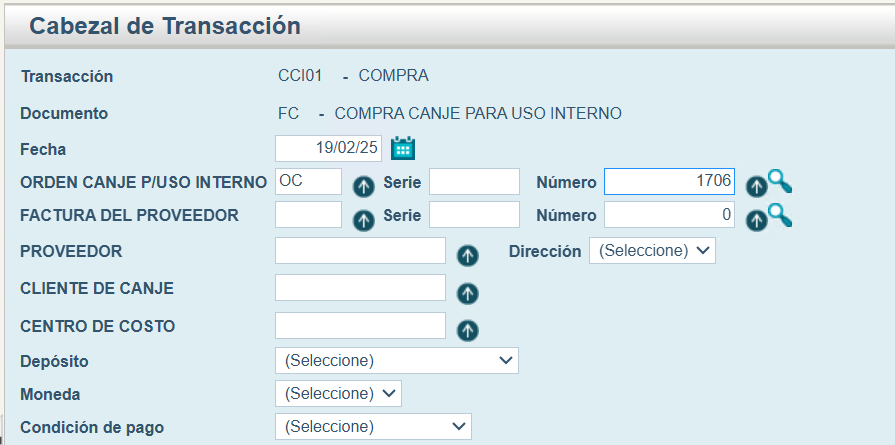 Cabezal de Transacción
Transacción CCI01 - COMPRA
Documento FC - COMPRA CANJE PARA USO INTERNO
Fecha 19/02/25
ORDEN CANJE P/USO INTERNO OC Serie Número 1706
FACTURA DEL PROVEEDOR Serie Número 0
PROVEEDOR Dirección (Seleccione)
CLIENTE DE CANJE
CENTRO DE COSTO
Depósito (Seleccione)
Moneda (Seleccione)
Condición de pago (Seleccione)